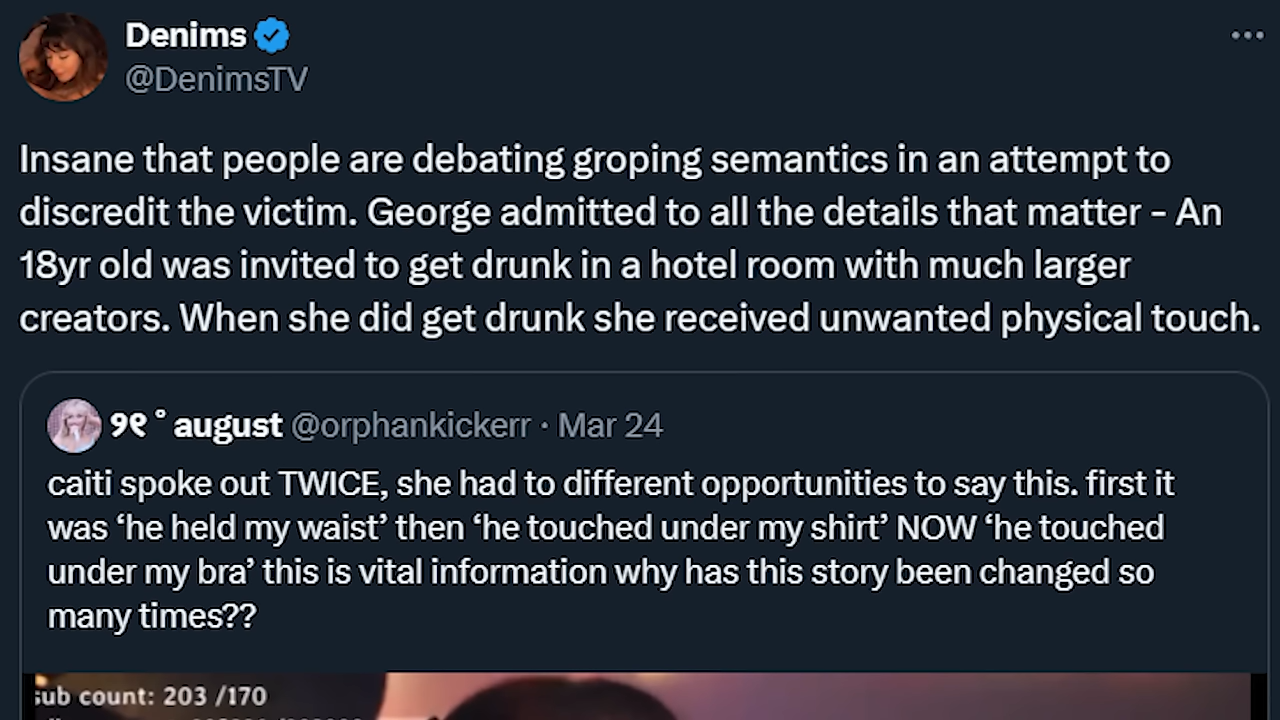 Denims
@DenimsTV
Insane that people are debating groping semantics in an attempt to
discredit the victim. George admitted to all the details that matter – An
18yr old was invited to get drunk in a hotel room with much larger
creators. When she did get drunk she received unwanted physical touch.
୨୧ ˚ august @orphankickerr · Mar 24
caiti spoke out TWICE, she had to different opportunities to say this. first it
was ‘he held my waist’ then ‘he touched under my shirt’ NOW ‘he touched
under my bra’ this is vital information why has this story been changed so
many times??
sub count: 203 /170